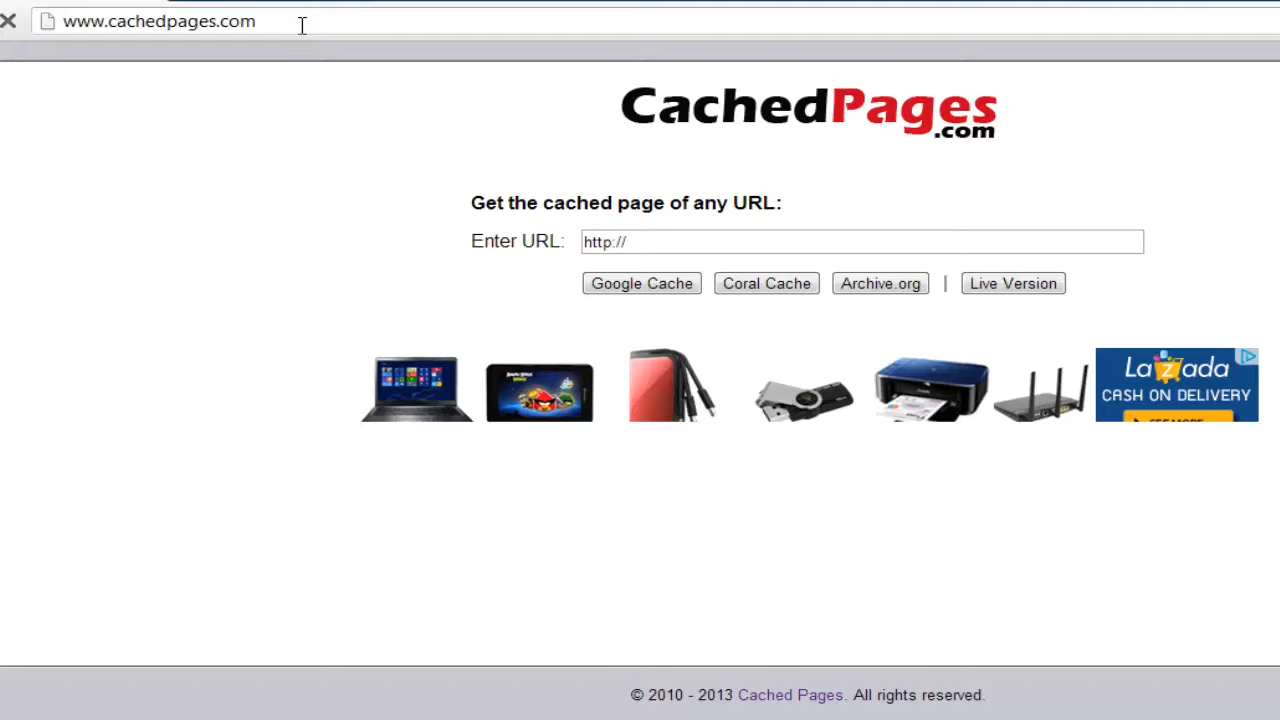 www.cachedpages.com
CachedPages
.com
Get the cached page of any URL:
Enter URL: http://
Google Cache Coral Cache Archive.org | Live Version
Lazada
CASH ON DELIVERY
© 2010 - 2013 Cached Pages. All rights reserved.